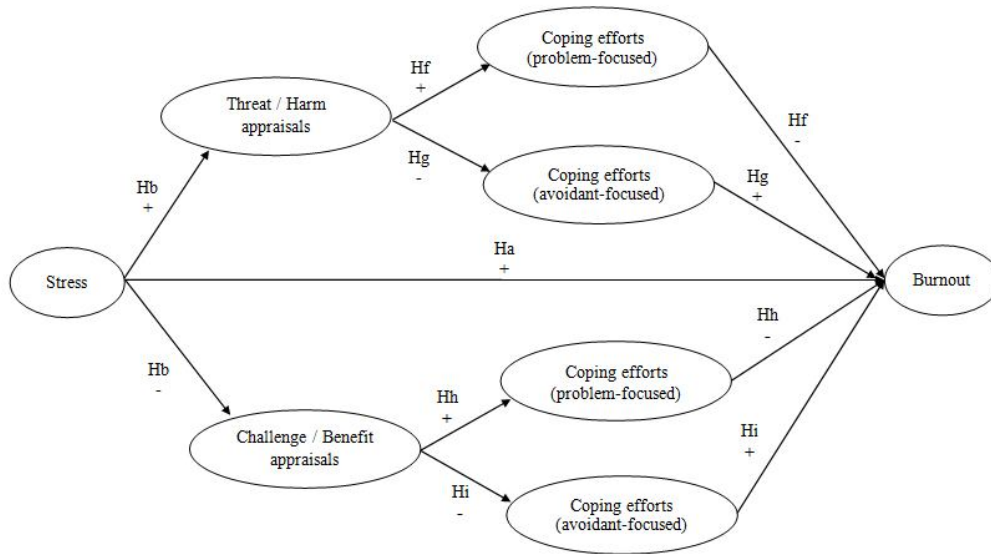 Coping efforts
(problem-focused)
Hf
+
Threat / Harm
appraisals
Hf
-
Hg
-
Coping efforts
(avoidant-focused)
Hg
+
Hb
+
Ha
+
Stress
Burnout
Hh
-
Hb
-
Coping efforts
(problem-focused)
Hh
+
Challenge / Benefit
appraisals
Hi
+
Hi
-
Coping efforts
(avoidant-focused)